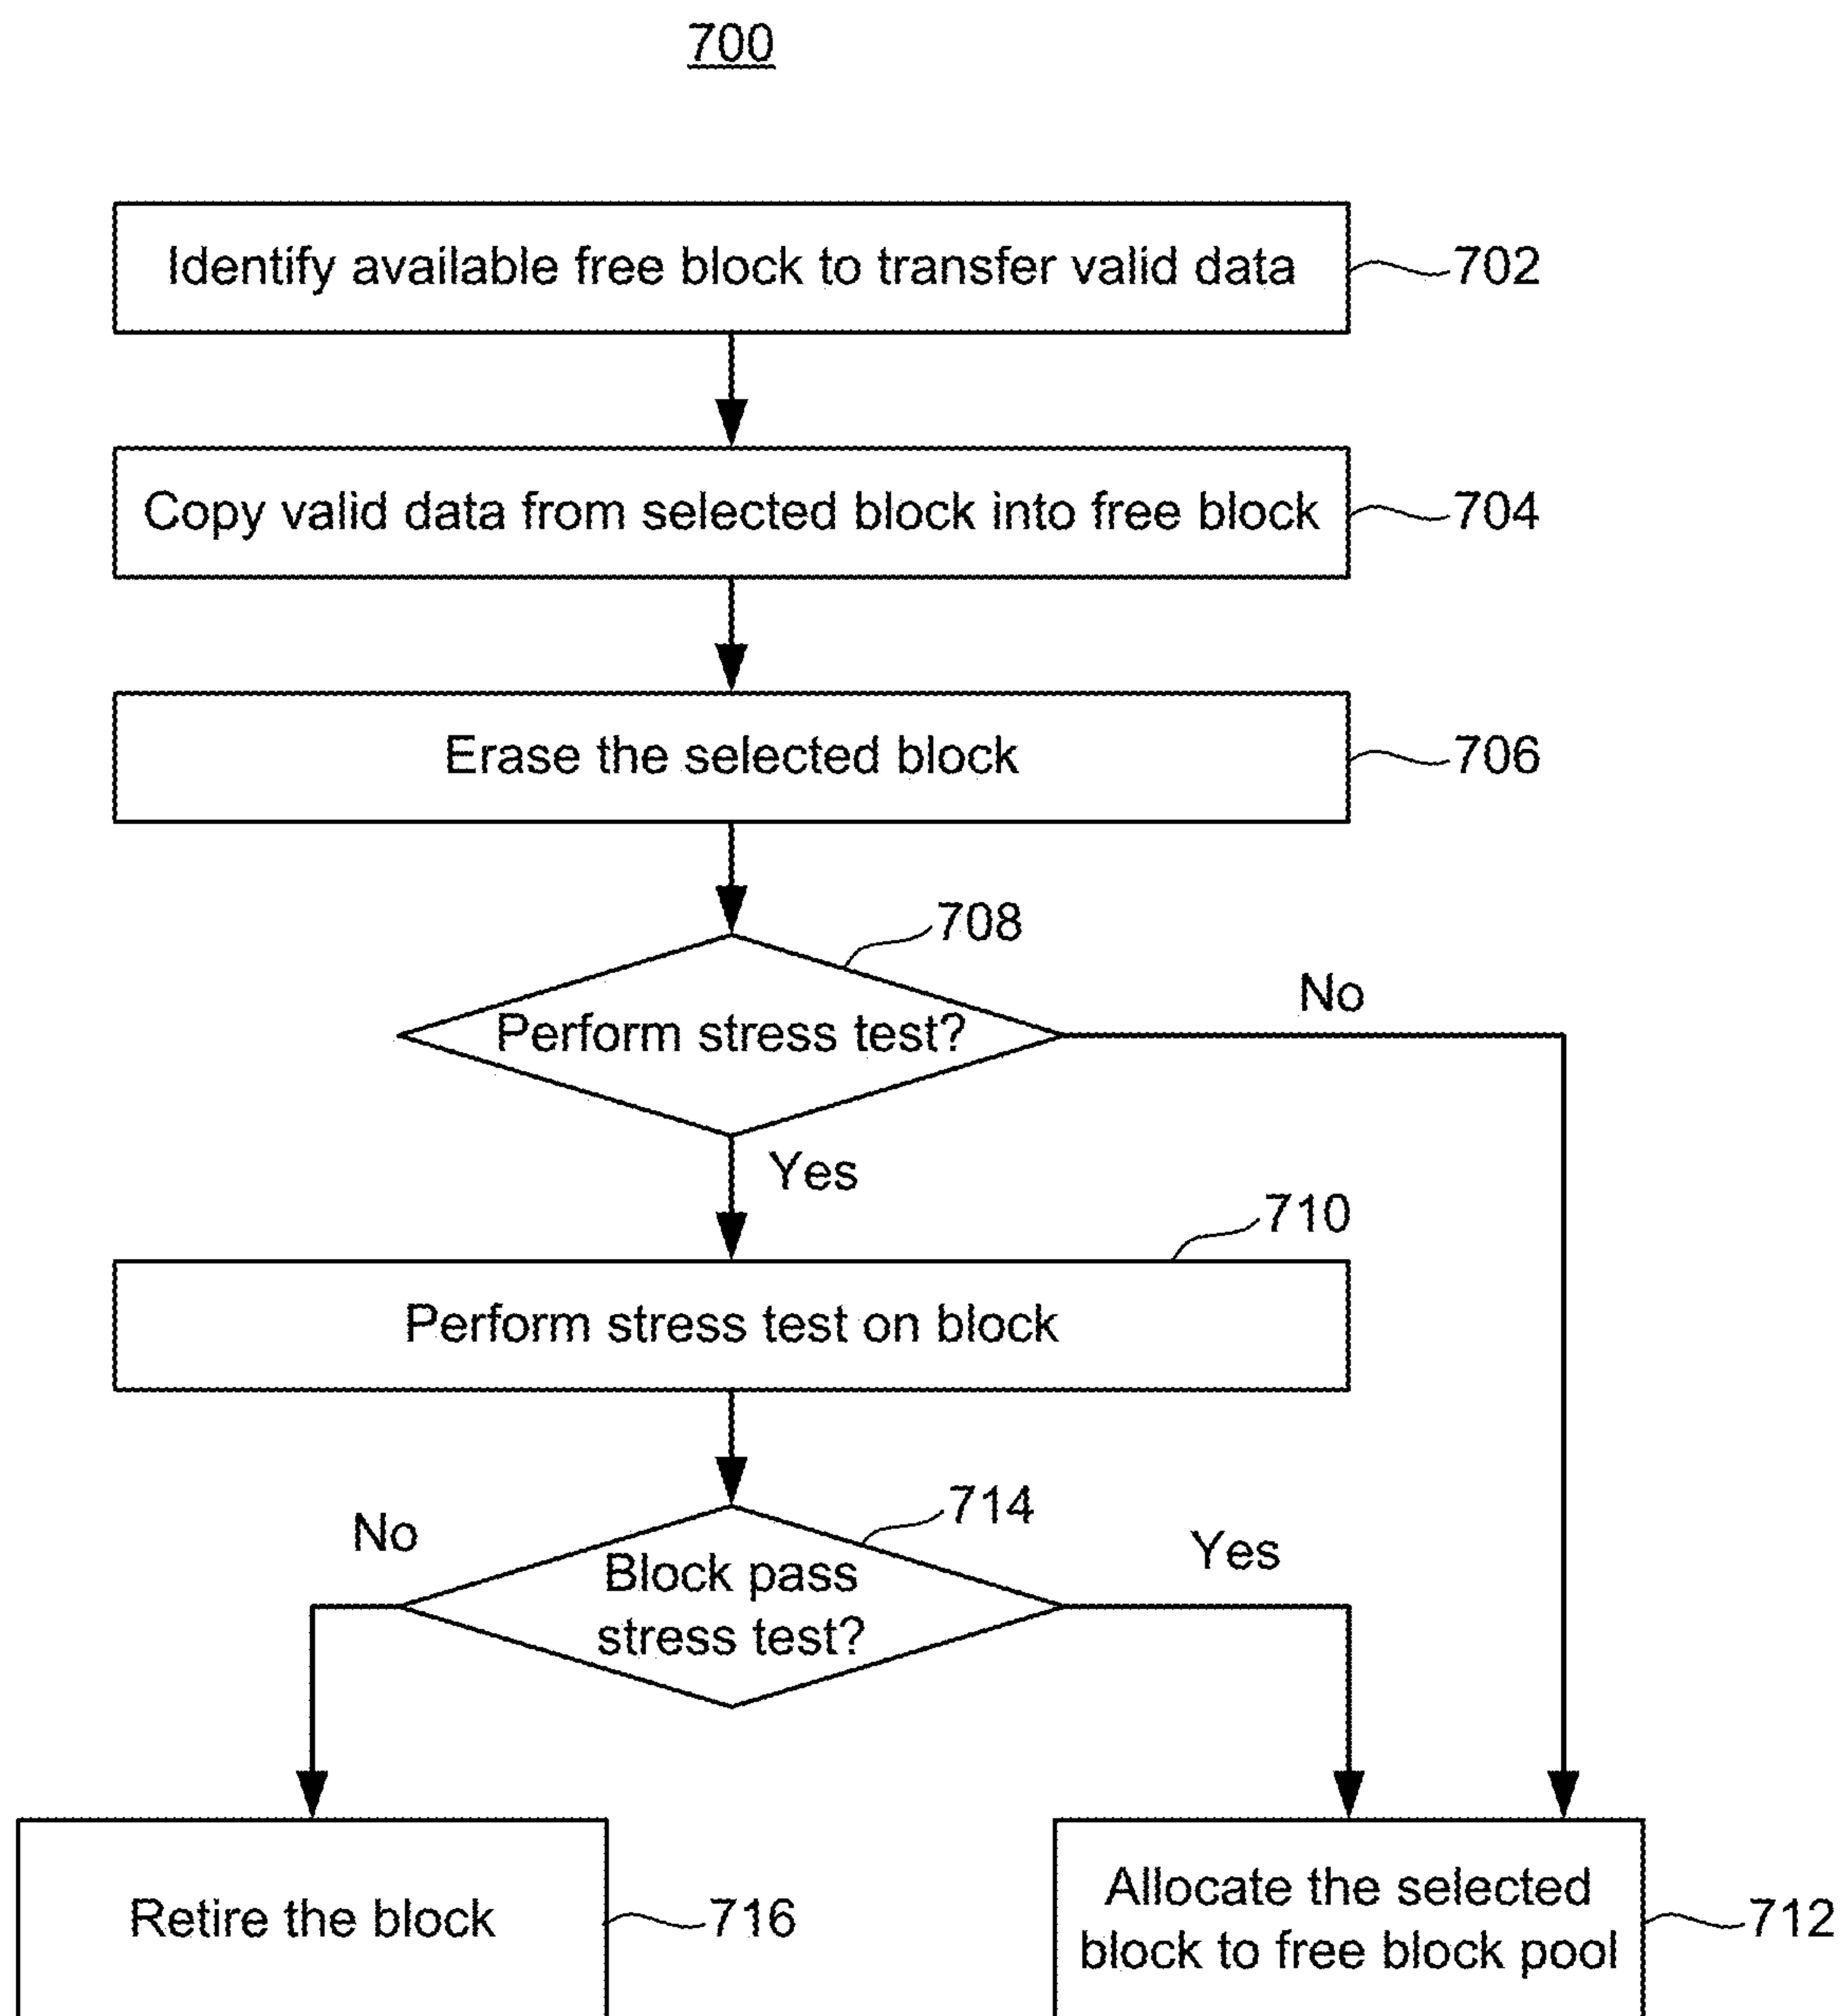 700
Identify available free block to transfer valid data
702
Copy valid data from selected block into free block
704
Erase the selected block
706
708
Perform stress test?
No
Yes
710
Perform stress test on block
714
No
Block pass
stress test?
Yes
Retire the block
716
Allocate the selected
block to free block pool
712